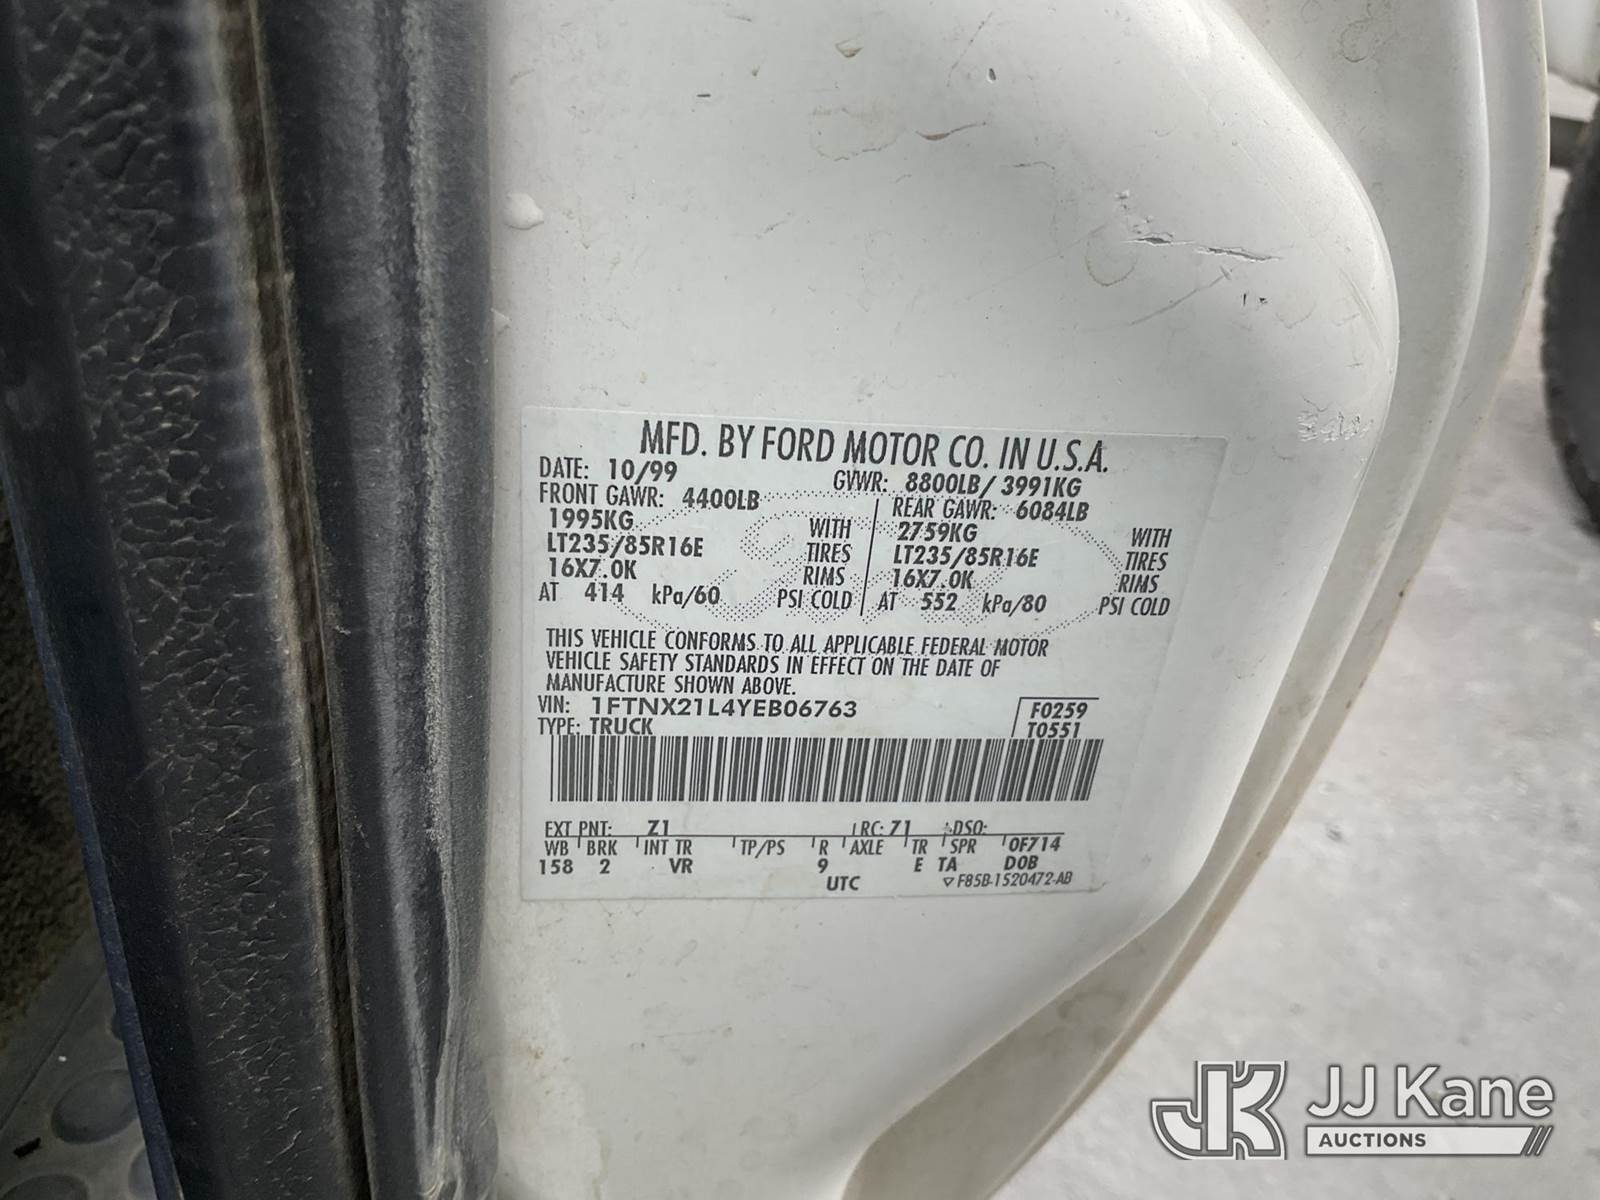 MFD. BY FORD MOTOR CO. IN U.S.A.
DATE: 10/99 GVWR: 8800LB/ 3991KG
FRONT GAWR: 4400LB REAR GAWR: 6084LB
1995KG WITH 2759KG WITH
LT235/85R16E TIRES LT235/85R16E TIRES
16X7.0K RIMS 16X7.0K RIMS
AT 414 kPa/60 PSI COLD AT 552 kPa/80 PSI COLD
THIS VEHICLE CONFORMS TO ALL APPLICABLE FEDERAL MOTOR
VEHICLE SAFETY STANDARDS IN EFFECT ON THE DATE OF
MANUFACTURE SHOWN ABOVE.
VIN: 1FTNX21L4YEB06763 F0259
TYPE: TRUCK T0551
EXT PNT: Z1 RC: 71 DSO:
WB BRK INT TR TP/PS R AXLE TR SPR OF714
158 2 VR 9 E TA DOB
UTC F85B-1520472-AB
JK JJ Kane
AUCTIONS